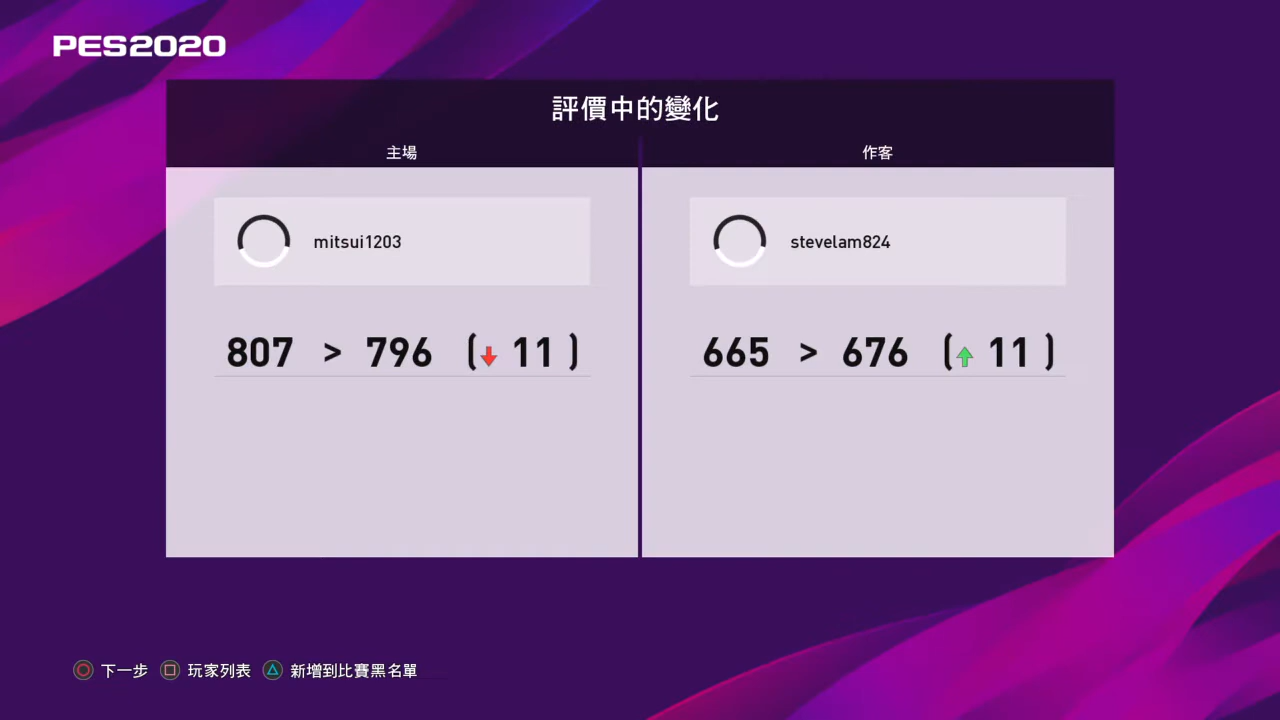 PES2020
評價中的變化
主場
作客
mitsui1203
stevelam824
807 > 796 (↓ 11 )
665 > 676 (↑ 11 )
下一步 玩家列表 新增到比賽黑名單